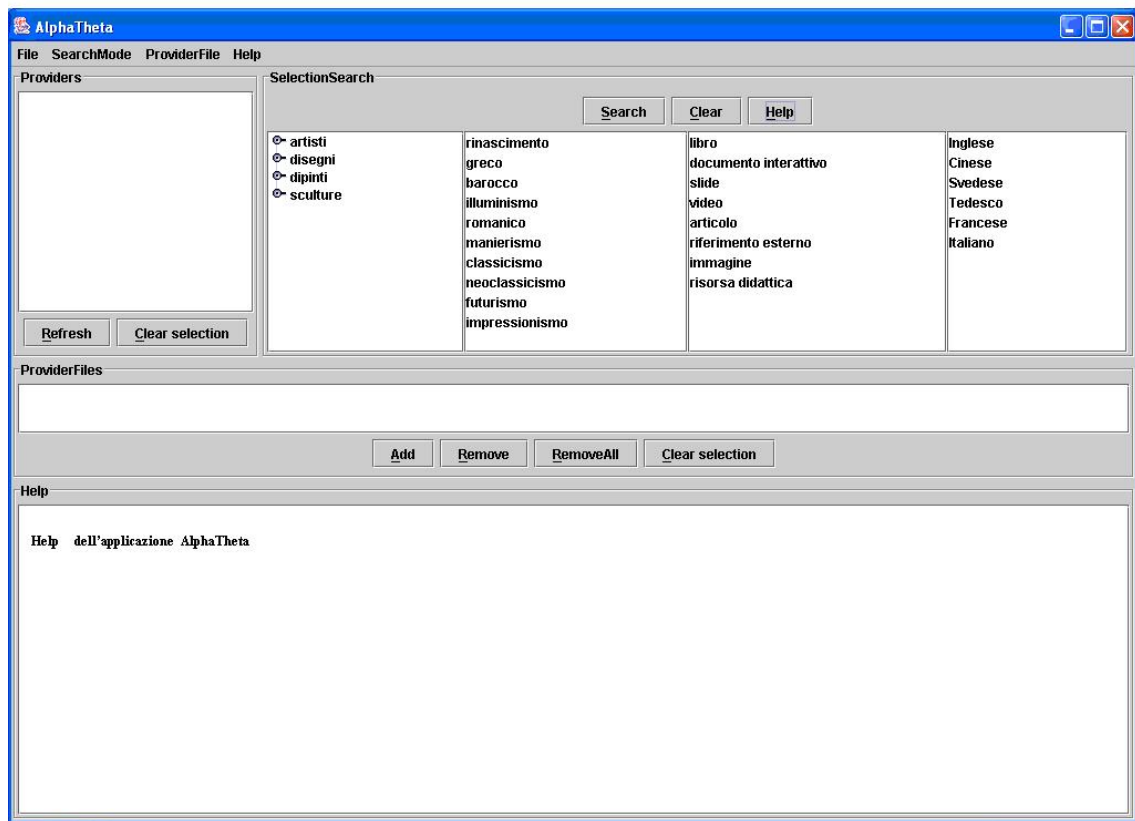 AlphaTheta
File SearchMode ProviderFile Help
Providers
Refresh Clear selection
SelectionSearch
Search Clear Help
artisti
disegni
dipinti
sculture
rinascimento
greco
barocco
illuminismo
romanico
manierismo
classicismo
neoclassicismo
futurismo
impressionismo
libro
documento interattivo
slide
video
articolo
riferimento esterno
immagine
risorsa didattica
Inglese
Cinese
Svedese
Tedesco
Francese
Italiano
ProviderFiles
Add Remove RemoveAll Clear selection
Help
Help dell'applicazione AlphaTheta